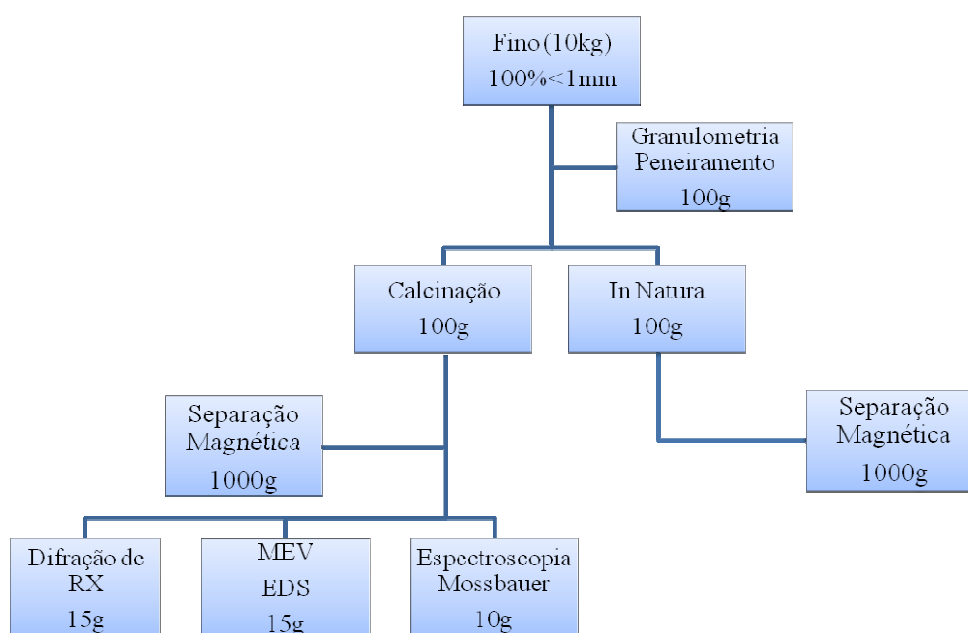 Fino (10kg)
100%<1mm
Granulometria
Peneiramento
100g
Calcinação
100g
In Natura
100g
Separação
Magnética
1000g
Separação
Magnética
1000g
Difração de
RX
15g
MEV
EDS
15g
Espectroscopia
Mossbauer
10g